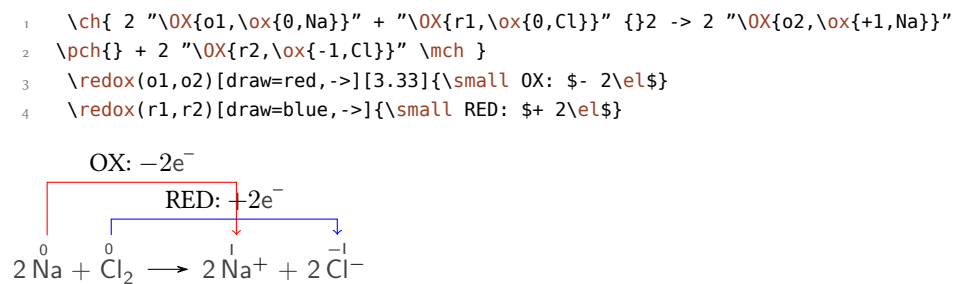 1 \ch{ 2 ”\OX{o1,\ox{0,Na}}” + ”\OX{r1,\ox{0,Cl}}” {}2 -> 2 ”\OX{o2,\ox{+1,Na}}”
2 \pch{} + 2 ”\OX{r2,\ox{-1,Cl}}” \mch }
3 \redox(o1,o2)[draw=red,->][3.33]{\small OX: $- 2\el$}
4 \redox(r1,r2)[draw=blue,->]{\small RED: $+ 2\el$}
OX: −2e⁻
RED: +2e⁻
0 0 I −I
2 Na + Cl₂ ⟶ 2 Na⁺ + 2 Cl⁻